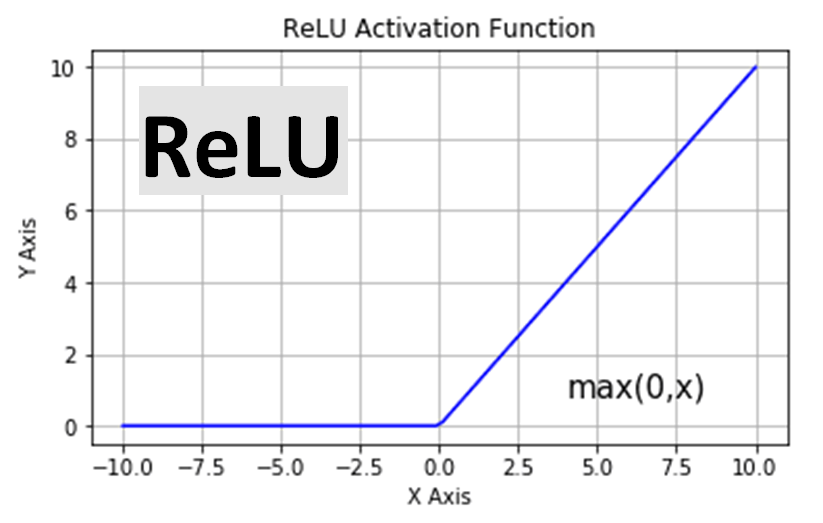 ReLU Activation Function
10
8
6
4
2
0
Y Axis
ReLU
max(0,x)
−10.0 −7.5 −5.0 −2.5 0.0 2.5 5.0 7.5 10.0
X Axis